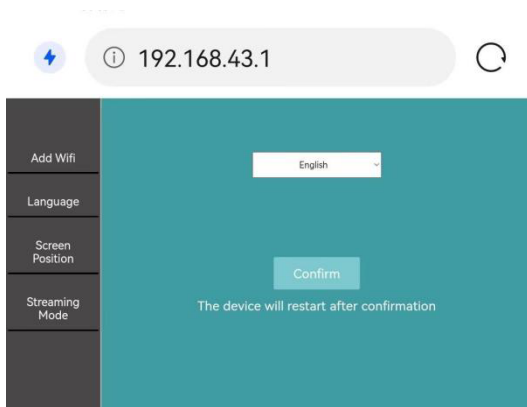 192.168.43.1
Add Wifi
Language
Screen
Position
Streaming
Mode
English
Confirm
The device will restart after confirmation